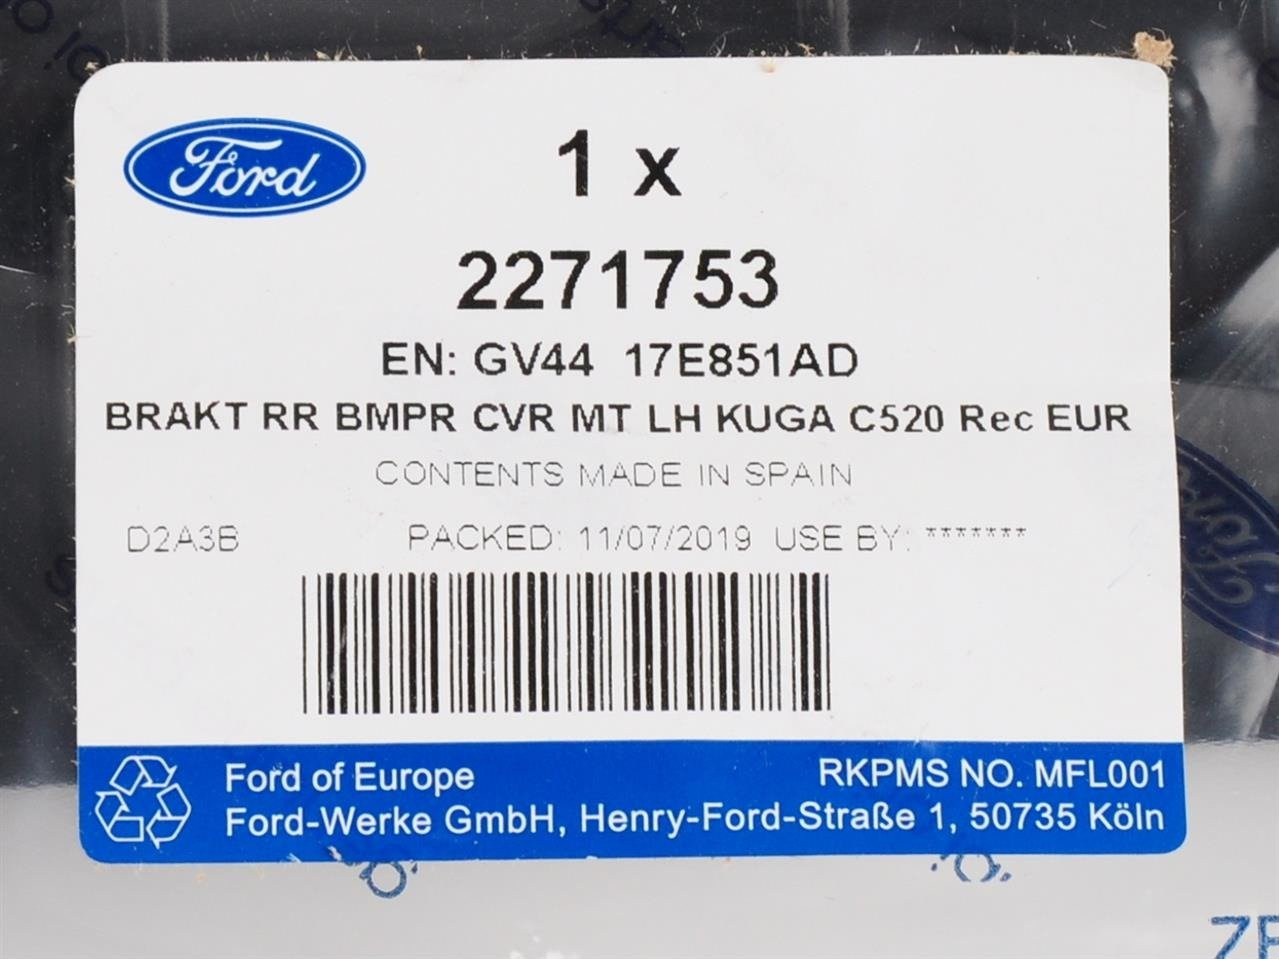 Ford
1 x
2271753
EN: GV44 17E851AD
BRAKT RR BMPR CVR MT LH KUGA C520 Rec EUR
CONTENTS MADE IN SPAIN
D2A3B PACKED: 11/07/2019 USE BY: *******
Ford of Europe RKPMS NO. MFL001
Ford-Werke GmbH, Henry-Ford-Straße 1, 50735 Köln
Ford